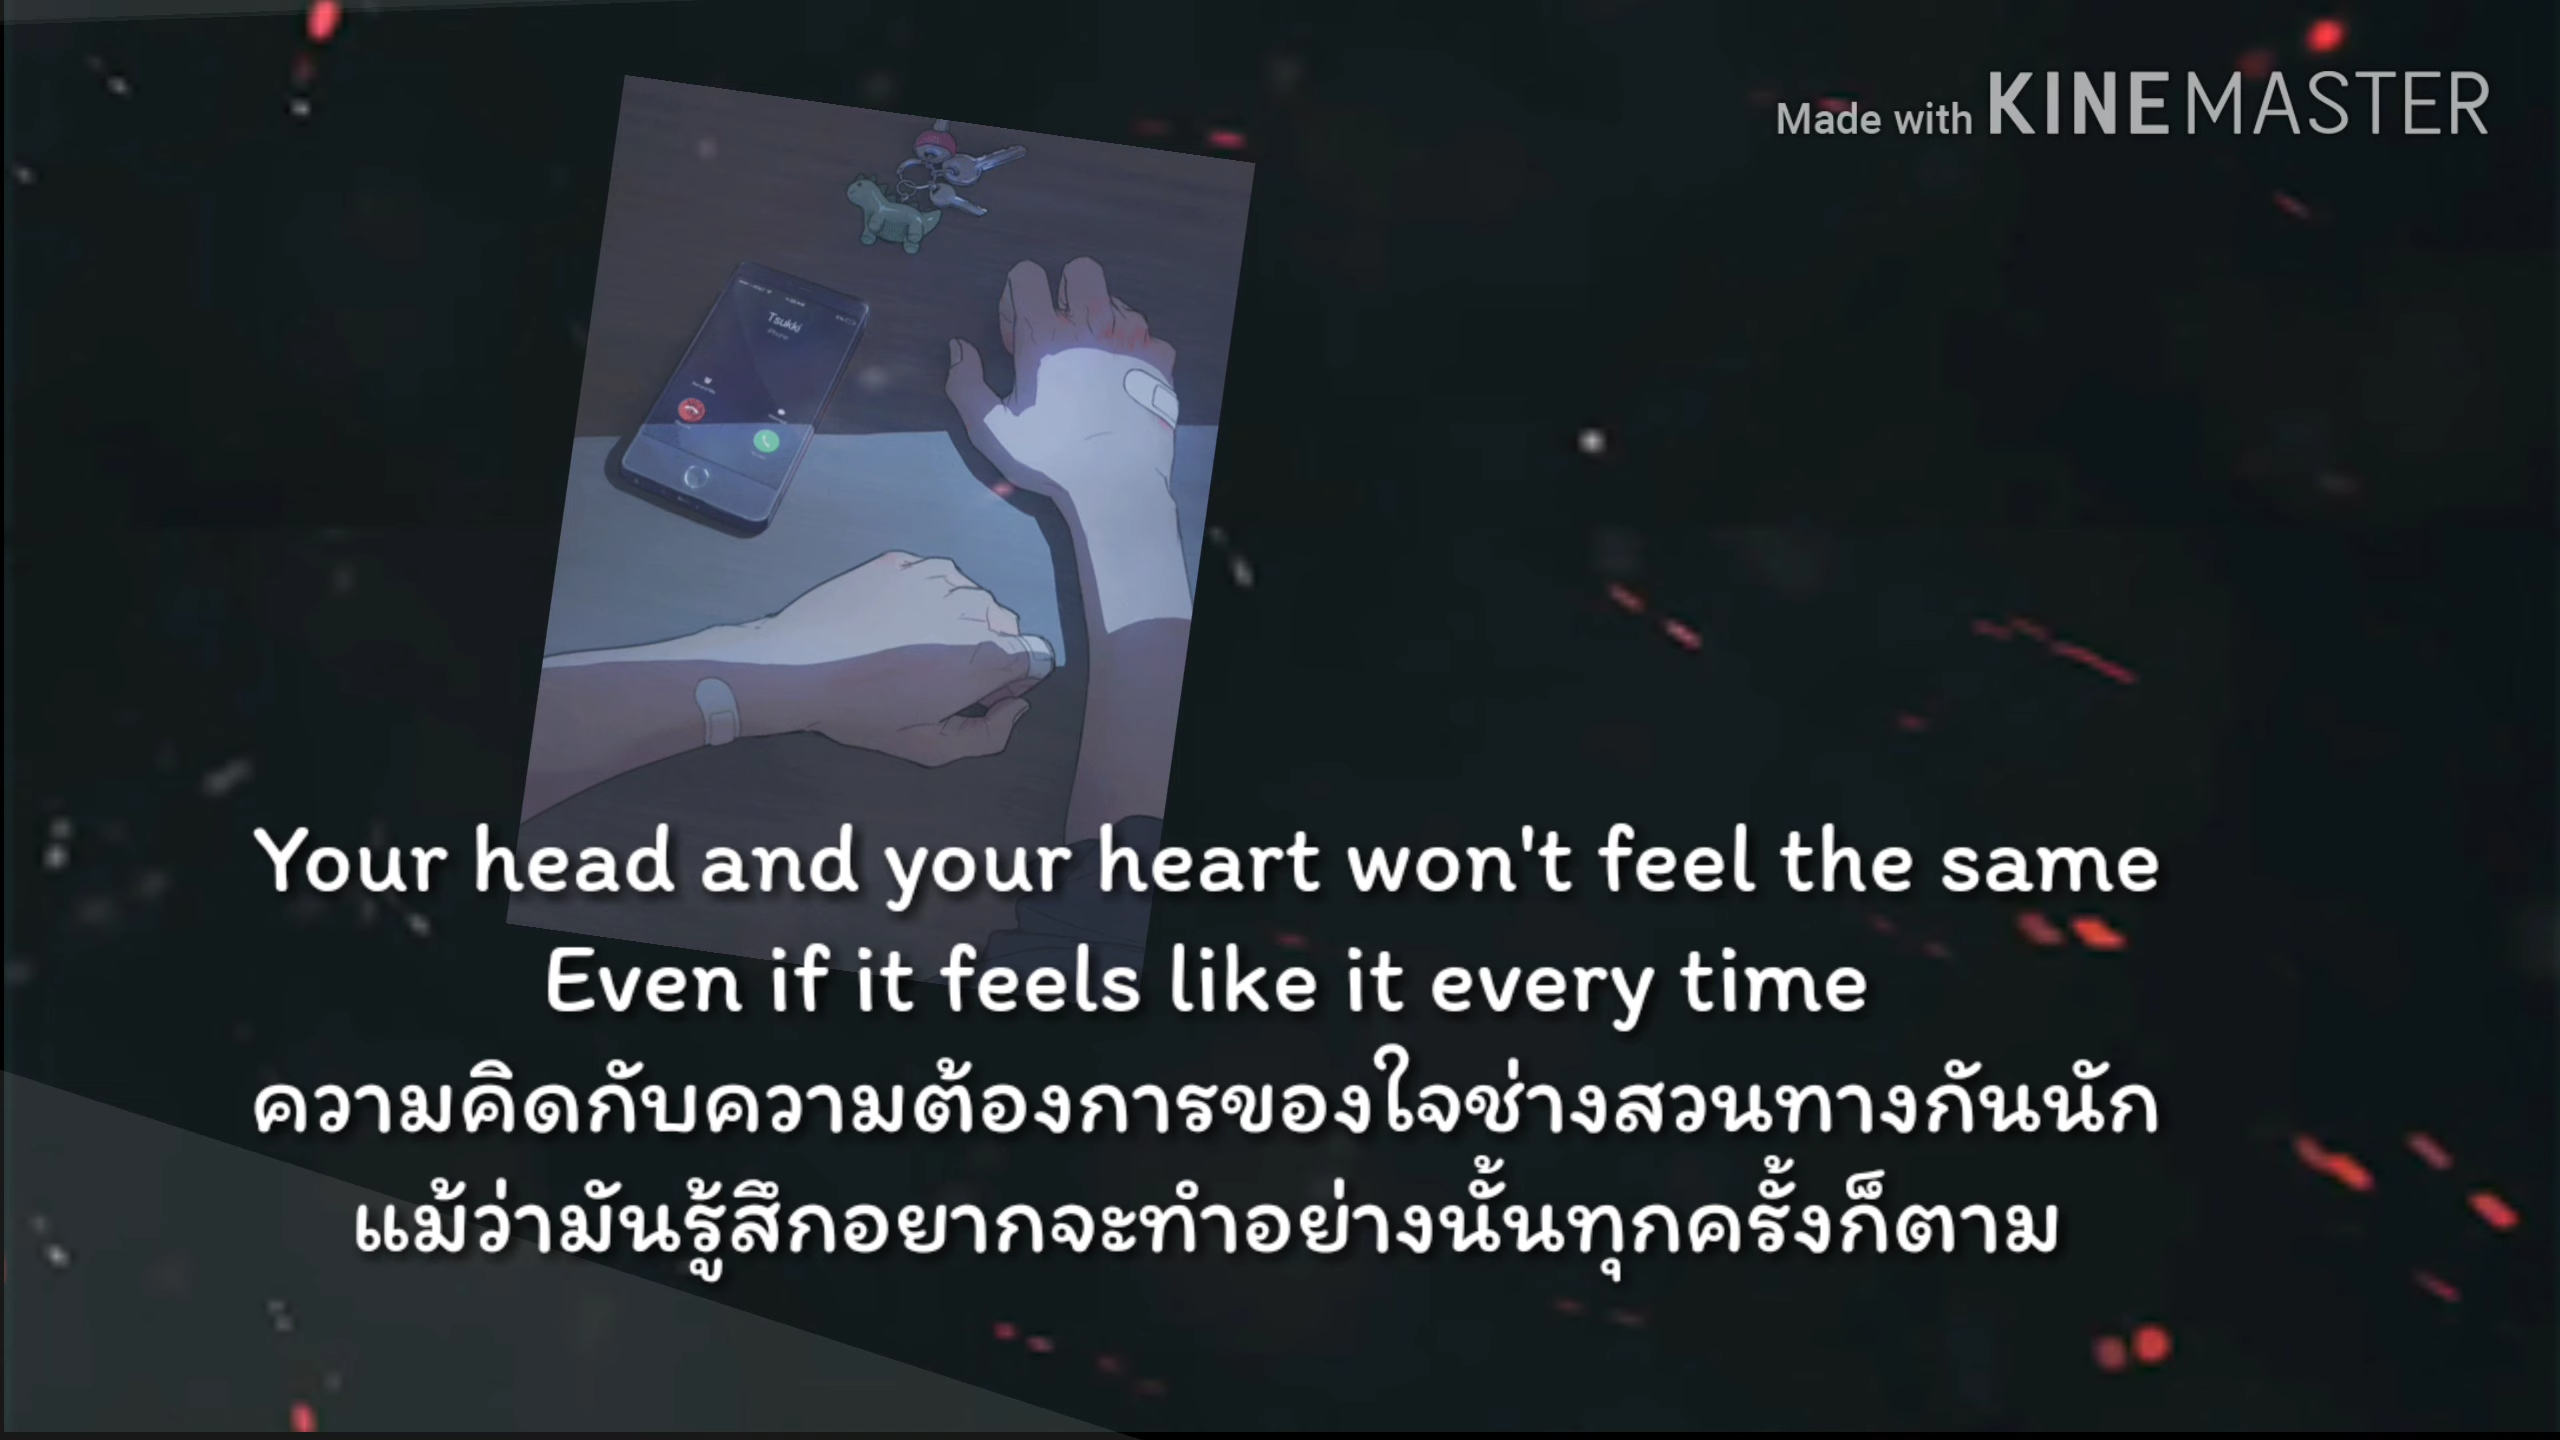 Made with KINEMASTER
Tsukki
Your head and your heart won't feel the same
Even if it feels like it every time
ความคิดกับความต้องการของใจช่างสวนทางกันนัก
แม้ว่ามันรู้สึกอยากจะทำอย่างนั้นทุกครั้งก็ตาม